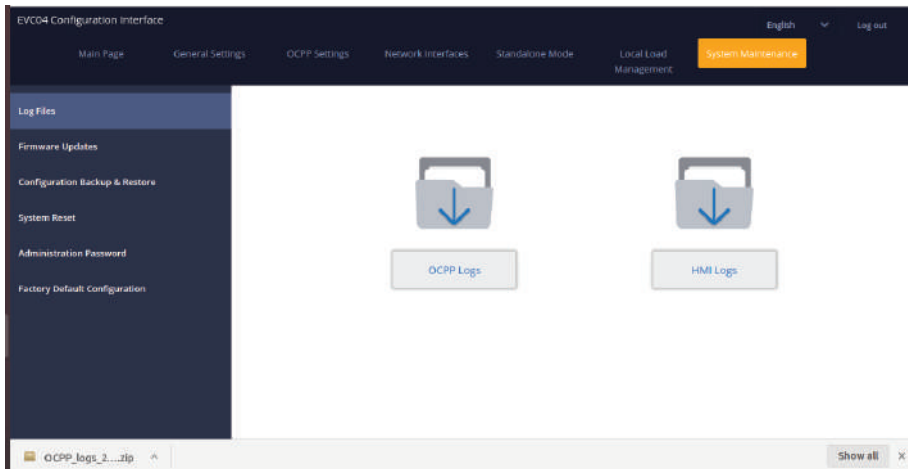 EVC04 Configuration Interface
English
Log out
Main Page
General Settings
OCPP Settings
Network Interfaces
Standalone Mode
Local Load
Management
System Maintenance
Log Files
Firmware Updates
Configuration Backup & Restore
System Reset
Administration Password
Factory Default Configuration
OCPP Logs
HMI Logs
OCPP_logs_2....zip
Show all